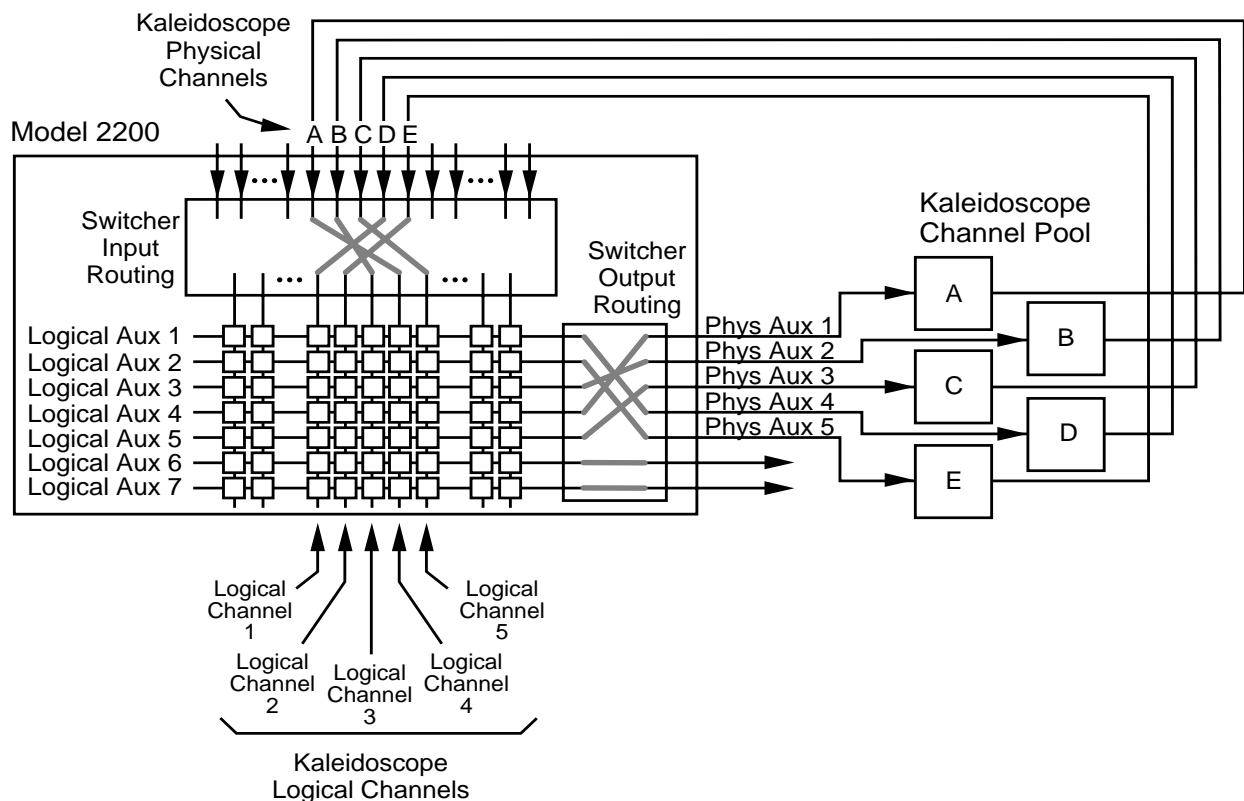 Kaleidoscope
Physical
Channels
Model 2200
A B C D E
...
...
Switcher
Input
Routing
...
...
Switcher
Output
Routing
Kaleidoscope
Channel Pool
Logical Aux 1
Logical Aux 2
Logical Aux 3
Logical Aux 4
Logical Aux 5
Logical Aux 6
Logical Aux 7
Phys Aux 1
Phys Aux 2
Phys Aux 3
Phys Aux 4
Phys Aux 5
A
B
C
D
E
Logical
Channel
1
Logical
Channel
2
Logical
Channel
3
Logical
Channel
4
Logical
Channel
5
Kaleidoscope
Logical Channels